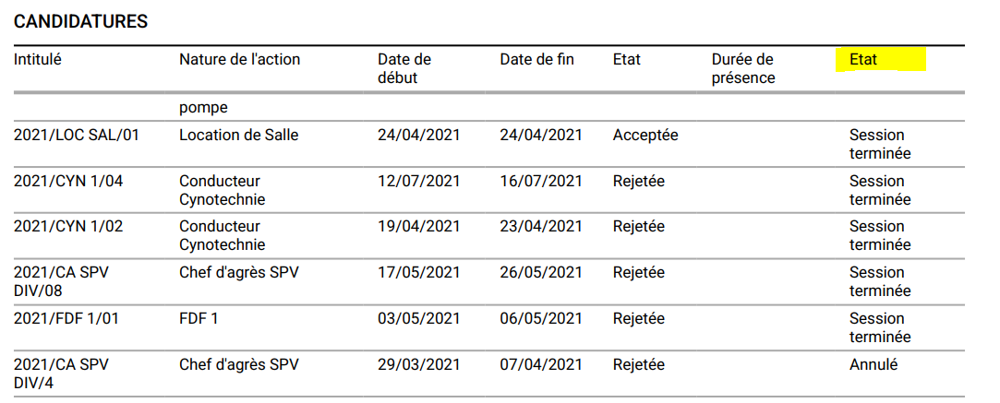 CANDIDATURES
Intitulé Nature de l'action Date de début Date de fin Etat Durée de présence Etat
pompe
2021/LOC SAL/01 Location de Salle 24/04/2021 24/04/2021 Acceptée Session terminée
2021/CYN 1/04 Conducteur Cynotechnie 12/07/2021 16/07/2021 Rejetée Session terminée
2021/CYN 1/02 Conducteur Cynotechnie 19/04/2021 23/04/2021 Rejetée Session terminée
2021/CA SPV DIV/08 Chef d'agrès SPV 17/05/2021 26/05/2021 Rejetée Session terminée
2021/FDF 1/01 FDF 1 03/05/2021 06/05/2021 Rejetée Session terminée
2021/CA SPV DIV/4 Chef d'agrès SPV 29/03/2021 07/04/2021 Rejetée Annulé